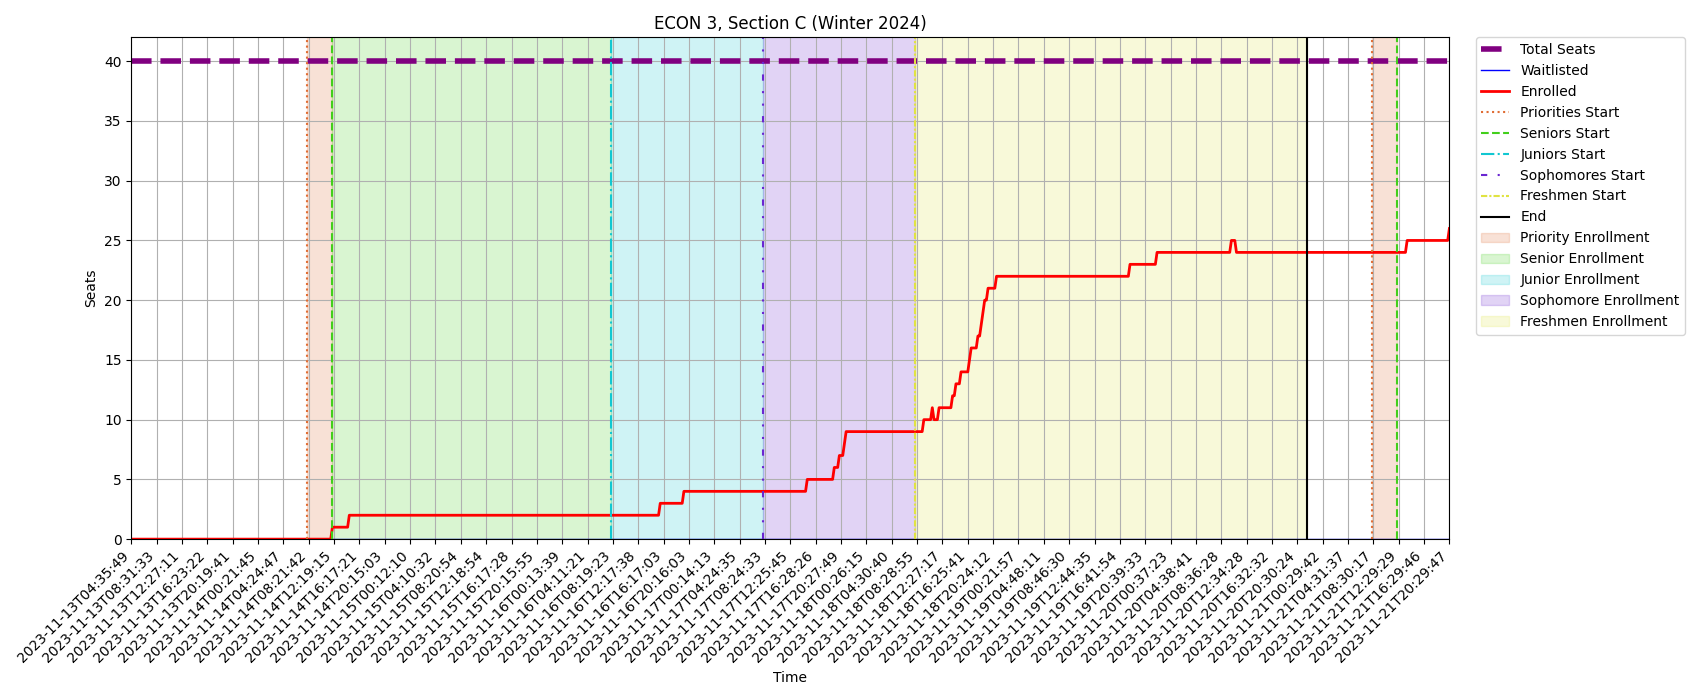 ECON 3, Section C (Winter 2024)
Seats
40
35
30
25
20
15
10
5
0
2023-11-13T04:35:49
2023-11-13T08:31:33
2023-11-13T12:27:11
2023-11-13T16:23:22
2023-11-13T20:19:41
2023-11-14T00:21:45
2023-11-14T04:24:47
2023-11-14T08:21:42
2023-11-14T12:19:15
2023-11-14T16:17:21
2023-11-14T20:15:03
2023-11-15T00:12:10
2023-11-15T04:10:32
2023-11-15T08:20:54
2023-11-15T12:18:54
2023-11-15T16:17:28
2023-11-15T20:15:55
2023-11-16T00:13:39
2023-11-16T04:11:21
2023-11-16T08:19:23
2023-11-16T12:17:38
2023-11-16T16:17:03
2023-11-16T20:16:03
2023-11-17T00:14:13
2023-11-17T04:24:35
2023-11-17T08:24:33
2023-11-17T12:25:45
2023-11-17T16:28:26
2023-11-17T20:27:49
2023-11-18T00:26:15
2023-11-18T04:30:40
2023-11-18T08:28:55
2023-11-18T12:27:17
2023-11-18T16:25:41
2023-11-18T20:24:12
2023-11-19T00:21:57
2023-11-19T04:48:11
2023-11-19T08:46:30
2023-11-19T12:44:35
2023-11-19T16:41:54
2023-11-19T20:39:33
2023-11-20T00:37:23
2023-11-20T04:38:41
2023-11-20T08:36:28
2023-11-20T12:34:28
2023-11-20T16:32:32
2023-11-20T20:30:24
2023-11-21T00:29:42
2023-11-21T04:31:37
2023-11-21T08:30:17
2023-11-21T12:29:29
2023-11-21T16:29:46
2023-11-21T20:29:47
Time
Total Seats
Waitlisted
Enrolled
Priorities Start
Seniors Start
Juniors Start
Sophomores Start
Freshmen Start
End
Priority Enrollment
Senior Enrollment
Junior Enrollment
Sophomore Enrollment
Freshmen Enrollment